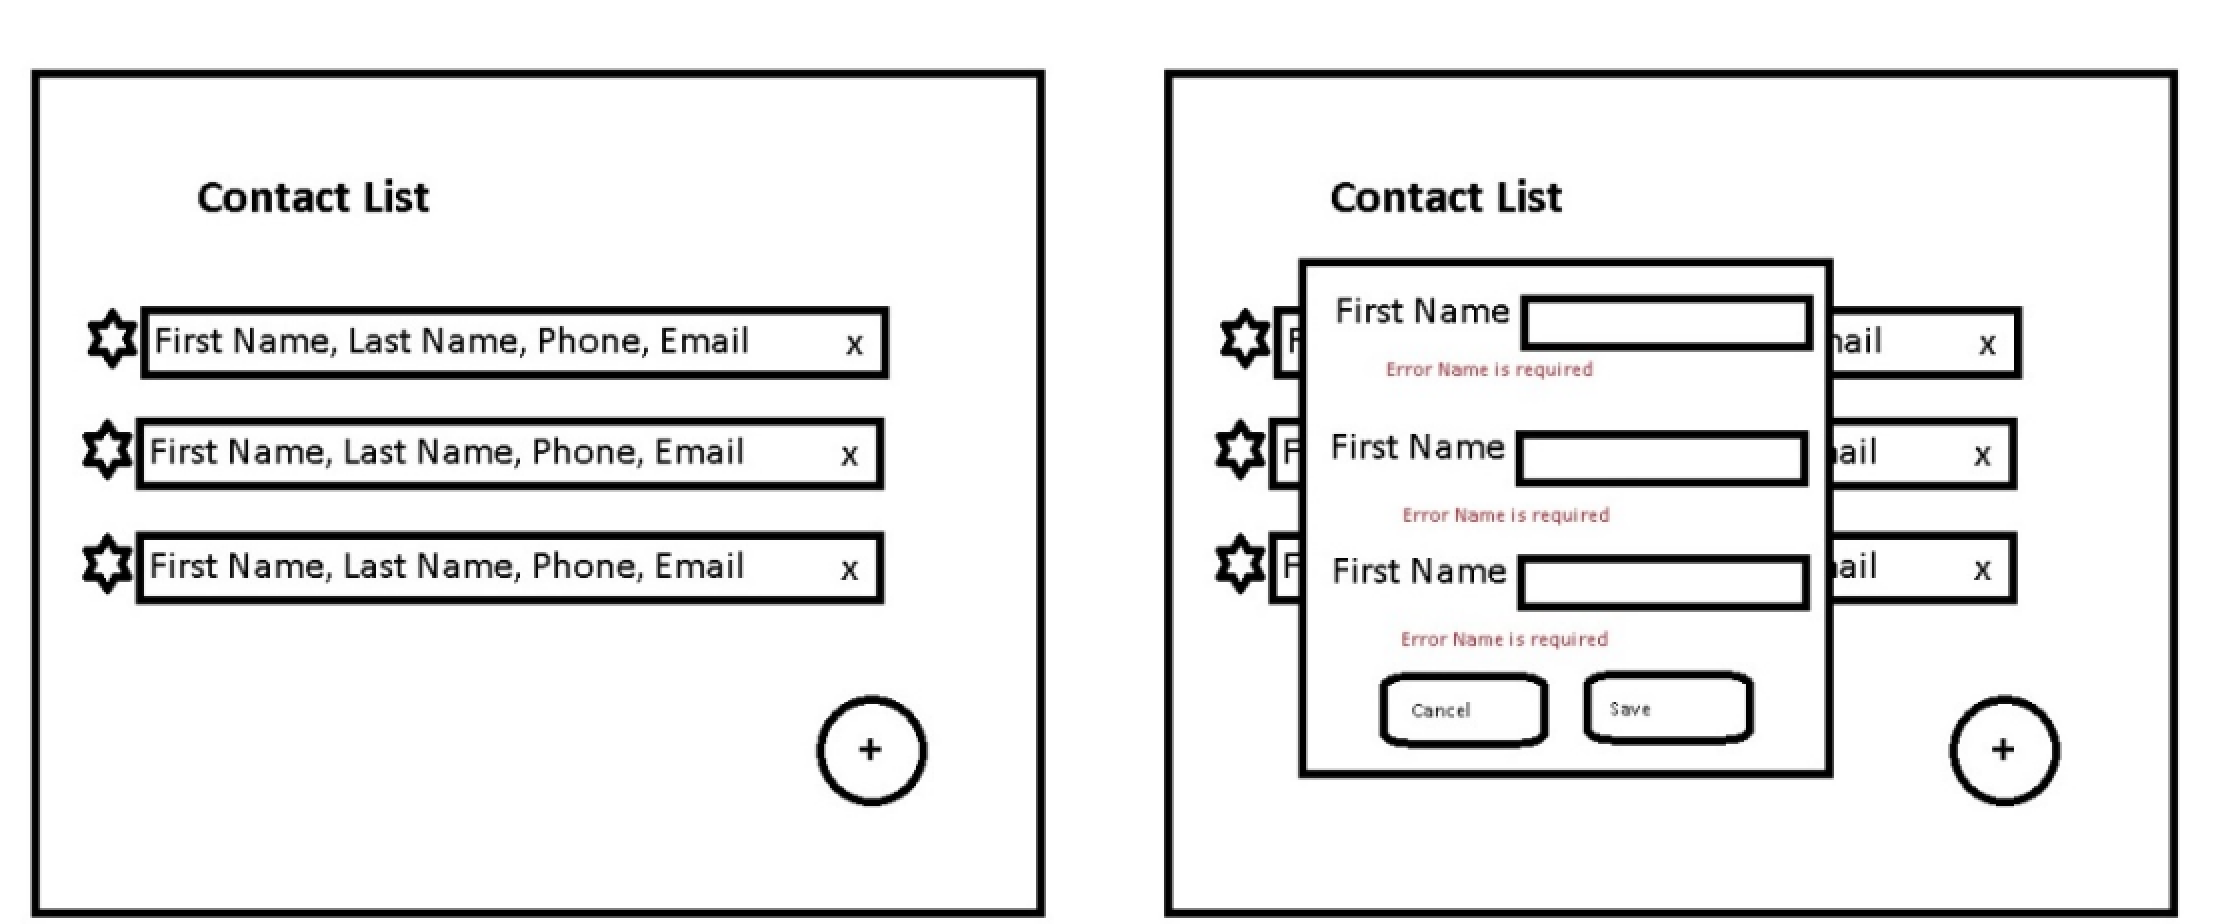 Contact List
First Name, Last Name, Phone, Email x
First Name, Last Name, Phone, Email x
First Name, Last Name, Phone, Email x
+
Contact List
First Name
F
nail x
Error Name is required
First Name
F
ail x
Error Name is required
First Name
F
ail x
Error Name is required
Cancel Save
+